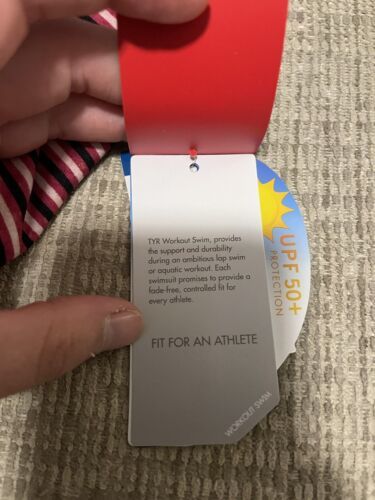 TYR Workout Swim, provides
the support and durability
during an ambitious lap swim
or aquatic workout. Each
swimsuit promises to provide a
fade-free, controlled fit for
every athlete.
FIT FOR AN ATHLETE
WORKOUT SWIM
UPF 50+
PROTECTION